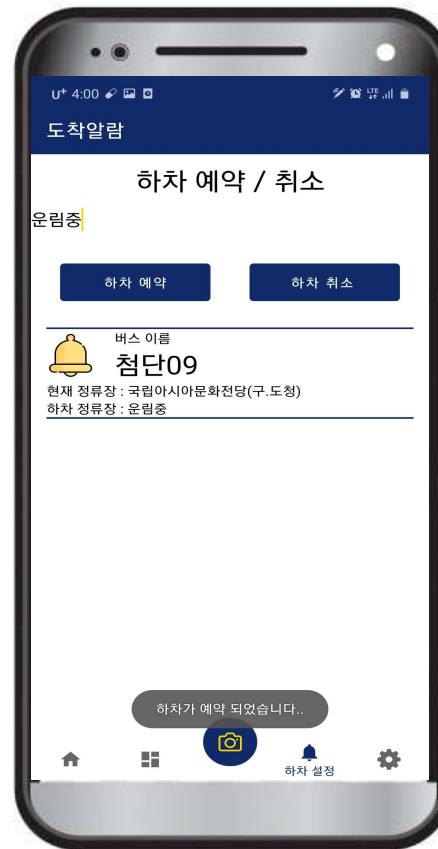 U+ 4:00
LTE
도착알람
하차 예약 / 취소
운림중
하차 예약
하차 취소
버스 이름
첨단09
현재 정류장 : 국립아시아문화전당(구.도청)
하차 정류장 : 운림중
하차가 예약 되었습니다..
하차 설정